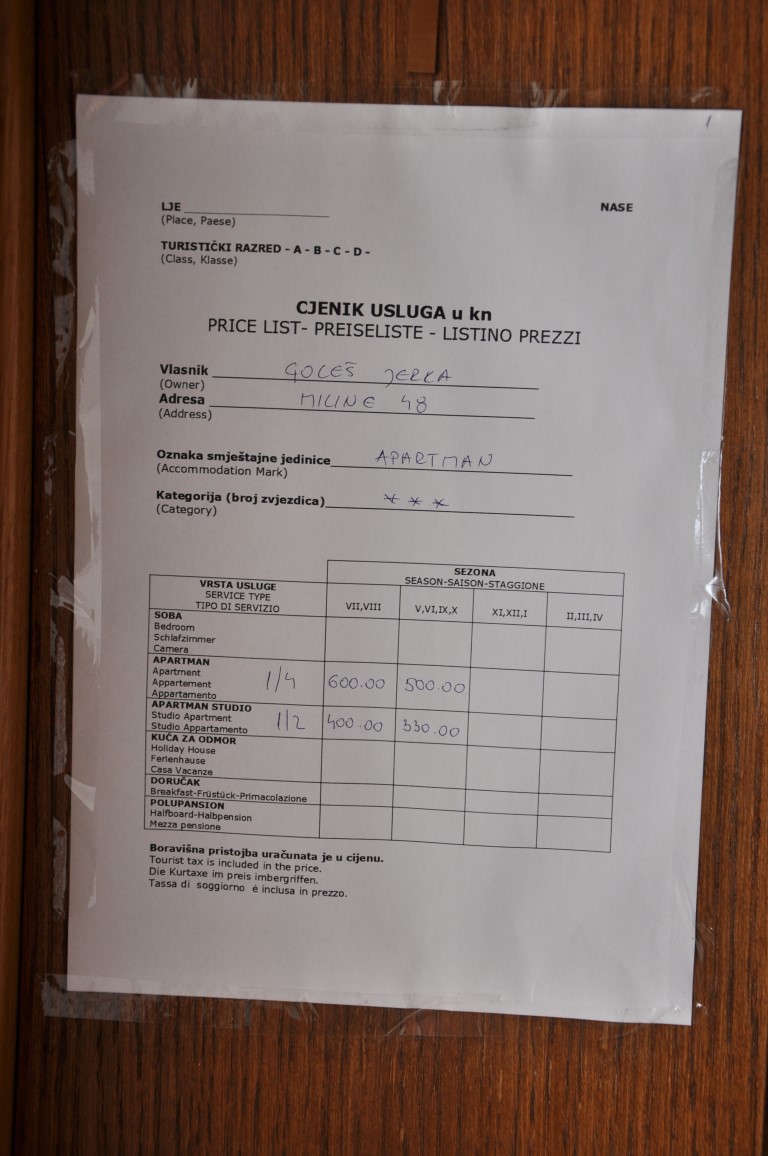 LJE NASE
(Place, Paese)
TURISTIČKI RAZRED - A - B - C - D -
(Class, Klasse)
CJENIK USLUGA u kn
PRICE LIST- PREISELISTE - LISTINO PREZZI
Vlasnik GOLEŠ JERKA
(Owner)
Adresa MILINE 48
(Address)
Oznaka smještajne jedinice APARTMAN
(Accommodation Mark)
Kategorija (broj zvjezdica) ***
(Category)
SEZONA
SEASON-SAISON-STAGGIONE
VRSTA USLUGE
SERVICE TYPE
TIPO DI SERVIZIO
VII,VIII V,VI,IX,X XI,XII,I II,III,IV
SOBA
Bedroom
Schlafzimmer
Camera
APARTMAN
Apartment
Appartement 1/4 600.00 500.00
Appartamento
APARTMAN STUDIO
Studio Apartment
Studio Appartamento 1/2 400.00 330.00
KUĆA ZA ODMOR
Holiday House
Ferienhause
Casa Vacanze
DORUČAK
Breakfast-Früstück-Primacolazione
POLUPANSION
Halfboard-Halbpension
Mezza pensione
Boravišna pristojba uračunata je u cijenu.
Tourist tax is included in the price.
Die Kurtaxe im preis imbergriffen.
Tassa di soggiorno é inclusa in prezzo.